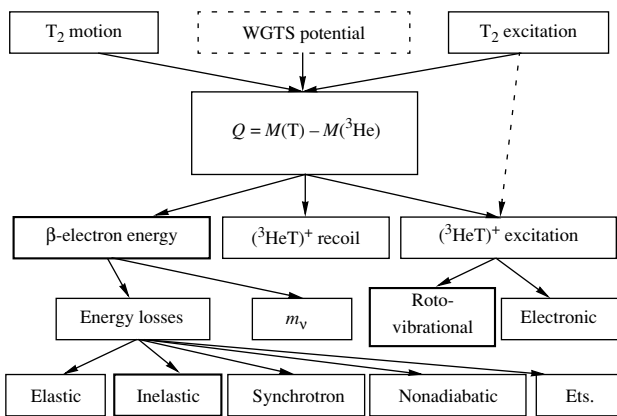 T₂ motion
WGTS potential
T₂ excitation
Q = M(T) – M(³He)
β-electron energy
(³HeT)⁺ recoil
(³HeT)⁺ excitation
Energy losses
mᵥ
Roto-
vibrational
Electronic
Elastic
Inelastic
Synchrotron
Nonadiabatic
Ets.